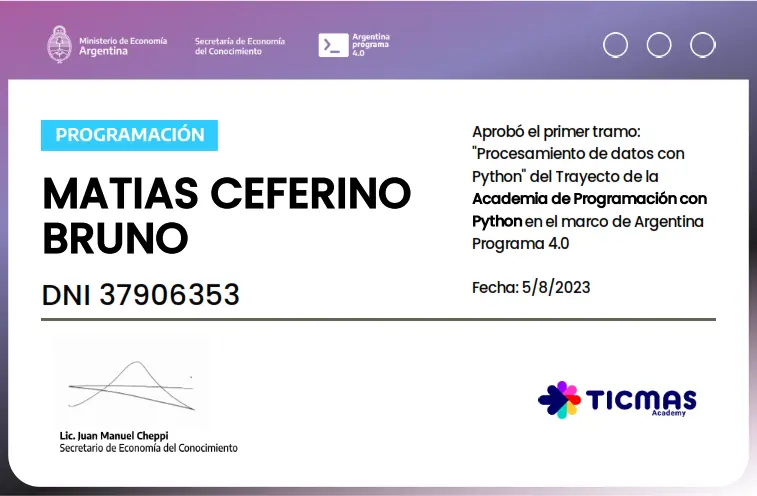 Ministerio de Economía
Argentina
Secretaría de Economía
del Conocimiento
Argentina
programa
4.0
PROGRAMACIÓN
MATIAS CEFERINO
BRUNO
DNI 37906353
Aprobó el primer tramo:
"Procesamiento de datos con
Python" del Trayecto de la
Academia de Programación con
Python en el marco de Argentina
Programa 4.0
Fecha: 5/8/2023
Lic. Juan Manuel Cheppi
Secretario de Economía del Conocimiento
TICMAS
Academy